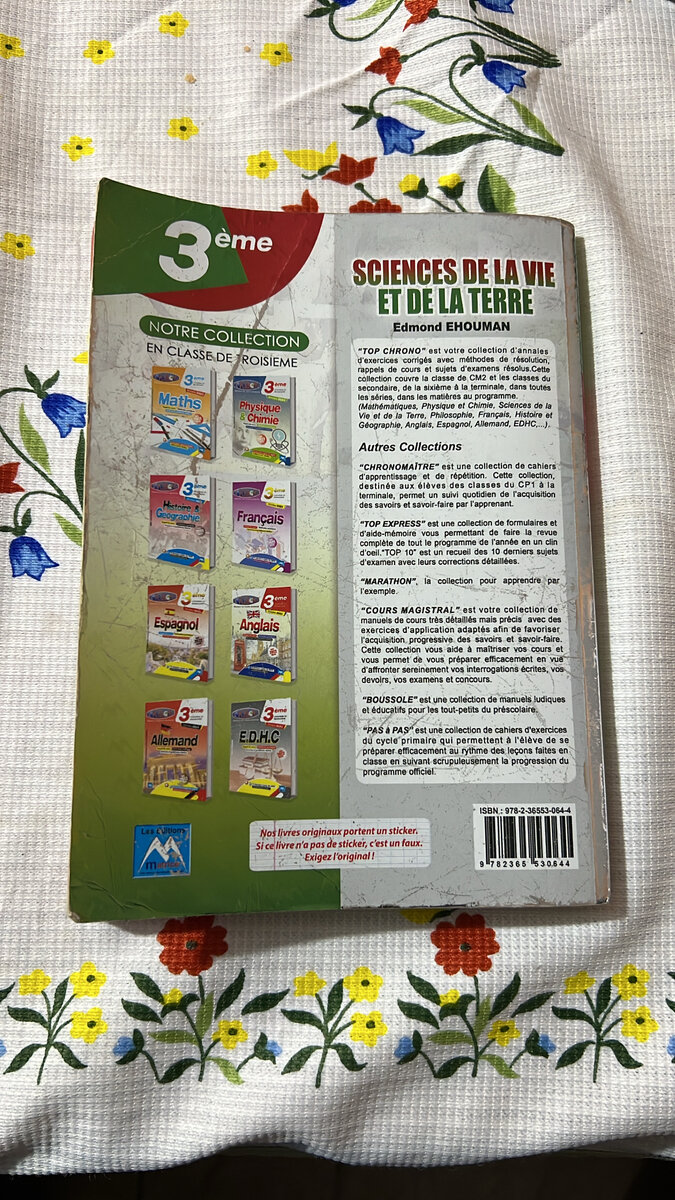 3ème
NOTRE COLLECTION
EN CLASSE DE TROISIEME
3ème
Maths
3ème
Physique
& Chimie
3ème
Histoire &
Géographie
3ème
Français
3ème
Espagnol
3ème
Anglais
3ème
Allemand
3ème
E.D.H.C
Les Éditions
Nos livres originaux portent un sticker.
Si ce livre n'a pas de sticker, c'est un faux.
Exigez l'original !
SCIENCES DE LA VIE
ET DE LA TERRE
Edmond EHOUMAN
"TOP CHRONO" est votre collection d'annales
d'exercices corrigés avec méthodes de résolution,
rappels de cours et sujets d'examens résolus.Cette
collection couvre la classe de CM2 et les classes du
secondaire, de la sixième à la terminale, dans toutes
les séries, dans les matières au programme.
(Mathématiques, Physique et Chimie, Sciences de la
Vie et de la Terre, Philosophie, Français, Histoire et
Géographie, Anglais, Espagnol, Allemand, EDHC,...).
Autres Collections
"CHRONOMAÎTRE" est une collection de cahiers
d'apprentissage et de répétition. Cette collection,
destinée aux élèves des classes du CP1 à la
terminale, permet un suivi quotidien de l'acquisition
des savoirs et savoir-faire par l'apprenant.
"TOP EXPRESS" est une collection de formulaires et
d'aide-mémoire vous permettant de faire la revue
complète de tout le programme de l'année en un clin
d'oeil."TOP 10" est un recueil des 10 derniers sujets
d'examen avec leurs corrections détaillées.
"MARATHON", la collection pour apprendre par
l'exemple.
"COURS MAGISTRAL" est votre collection de
manuels de cours très détaillés mais précis avec des
exercices d'application adaptés afin de favoriser
l'acquisition progressive des savoirs et savoir-faire.
Cette collection vous aide à maîtriser vos cours et
vous permet de vous préparer efficacement en vue
d'affronter sereinement vos interrogations écrites, vos
devoirs, vos examens et concours.
"BOUSSOLE" est une collection de manuels ludiques
et éducatifs pour les tout-petits du préscolaire.
"PAS à PAS" est une collection de cahiers d'exercices
du cycle primaire qui permettent à l'élève de se
préparer efficacement au rythme des leçons faites en
classe en suivant scrupuleusement la progression du
programme officiel.
ISBN.: 978-2-36553-064-4
9 782365 530644